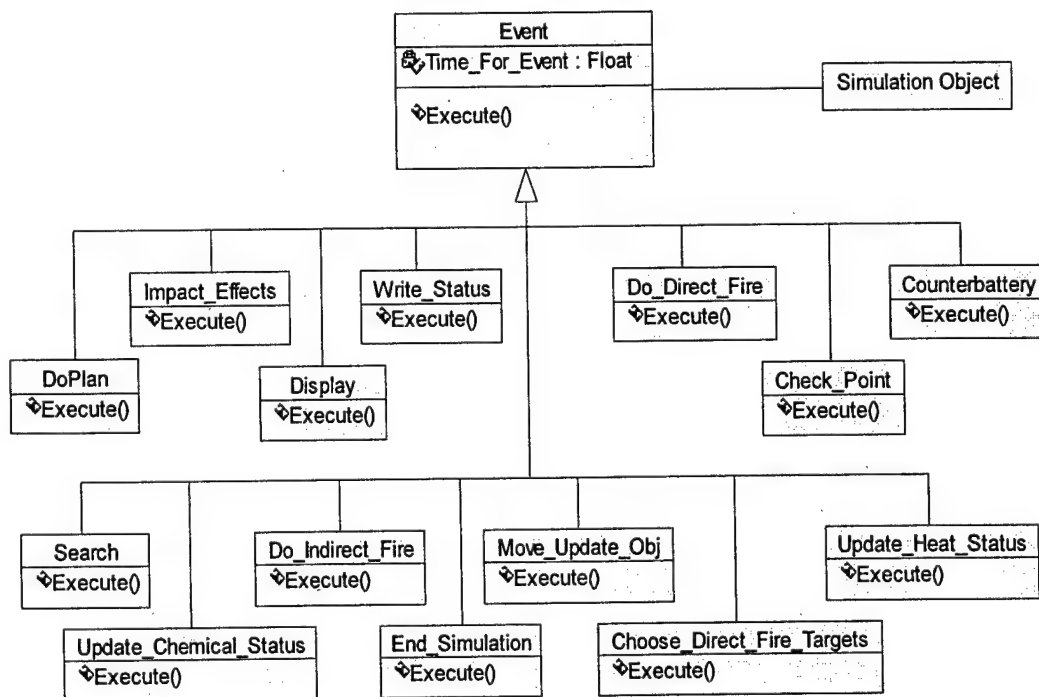 Event
Time_For_Event : Float
Execute()
Simulation Object
Impact_Effects
Execute()
Write_Status
Execute()
Do_Direct_Fire
Execute()
Counterbattery
Execute()
DoPlan
Execute()
Display
Execute()
Check_Point
Execute()
Search
Execute()
Do_Indirect_Fire
Execute()
Move_Update_Obj
Execute()
Update_Heat_Status
Execute()
Update_Chemical_Status
Execute()
End_Simulation
Execute()
Choose_Direct_Fire_Targets
Execute()